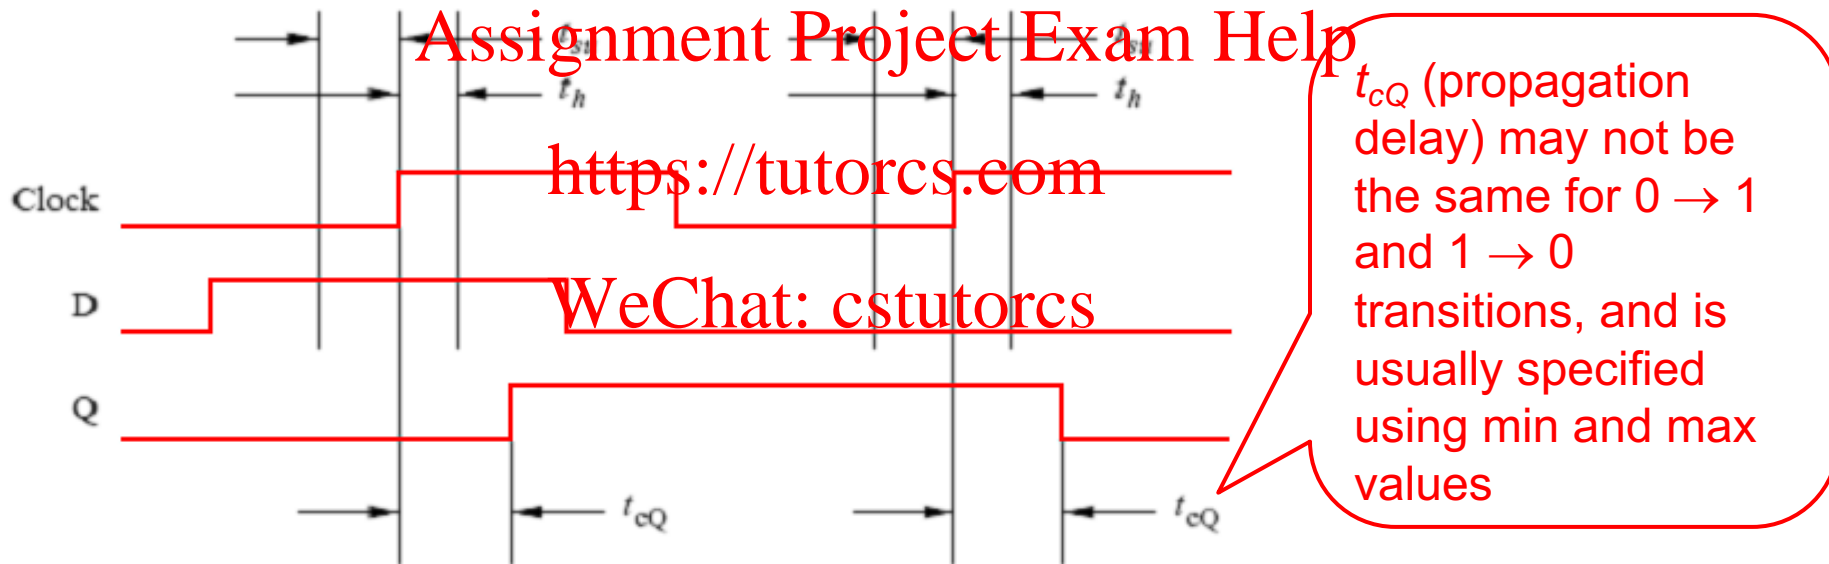 Assignment Project Exam Help
t_su
t_su
t_h
t_h
https://tutorcs.com
Clock
WeChat: cstutorcs
D
Q
t_cQ
t_cQ
t_cQ (propagation
delay) may not be
the same for 0 → 1
and 1 → 0
transitions, and is
usually specified
using min and max
values